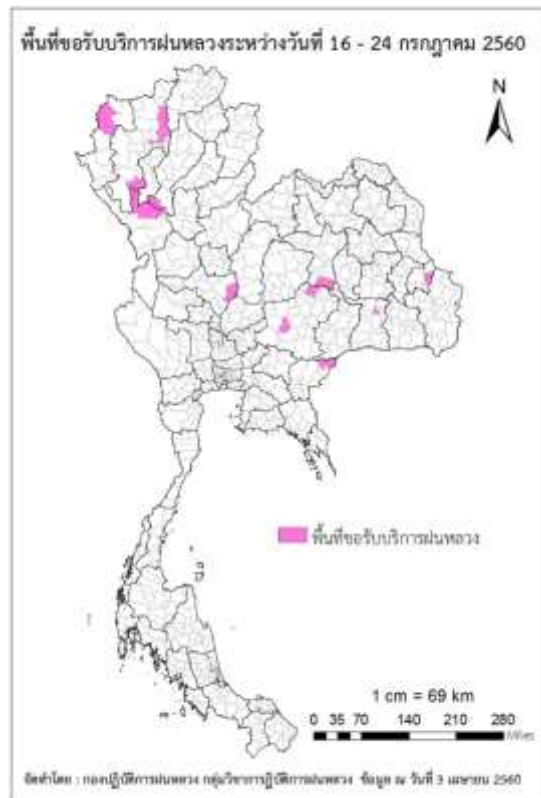 พื้นที่ขอรับบริการฝนหลวงระหว่างวันที่ 16 - 24 กรกฎาคม 2560
N
พื้นที่ขอรับบริการฝนหลวง
1 cm = 69 km
0 35 70 140 210 280
Miles
จัดทำโดย : กองปฏิบัติการฝนหลวง กลุ่มวิชาการปฏิบัติการฝนหลวง ข้อมูล ณ วันที่ 3 เมษายน 2560